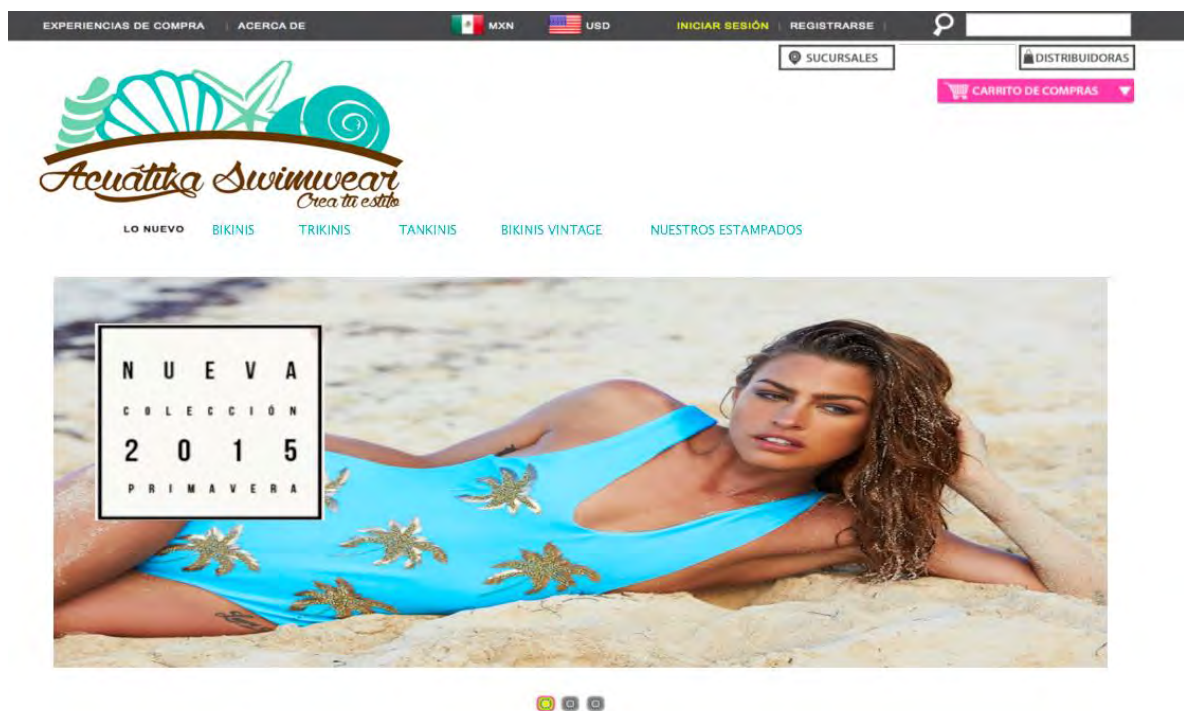 EXPERIENCIAS DE COMPRA | ACERCA DE MXN USD INICIAR SESIÓN | REGISTRARSE |
SUCURSALES DISTRIBUIDORAS
CARRITO DE COMPRAS
Acuátika Swimwear
Crea tú estilo
LO NUEVO BIKINIS TRIKINIS TANKINIS BIKINIS VINTAGE NUESTROS ESTAMPADOS
NUEVA
COLECCIÓN
2015
PRIMAVERA